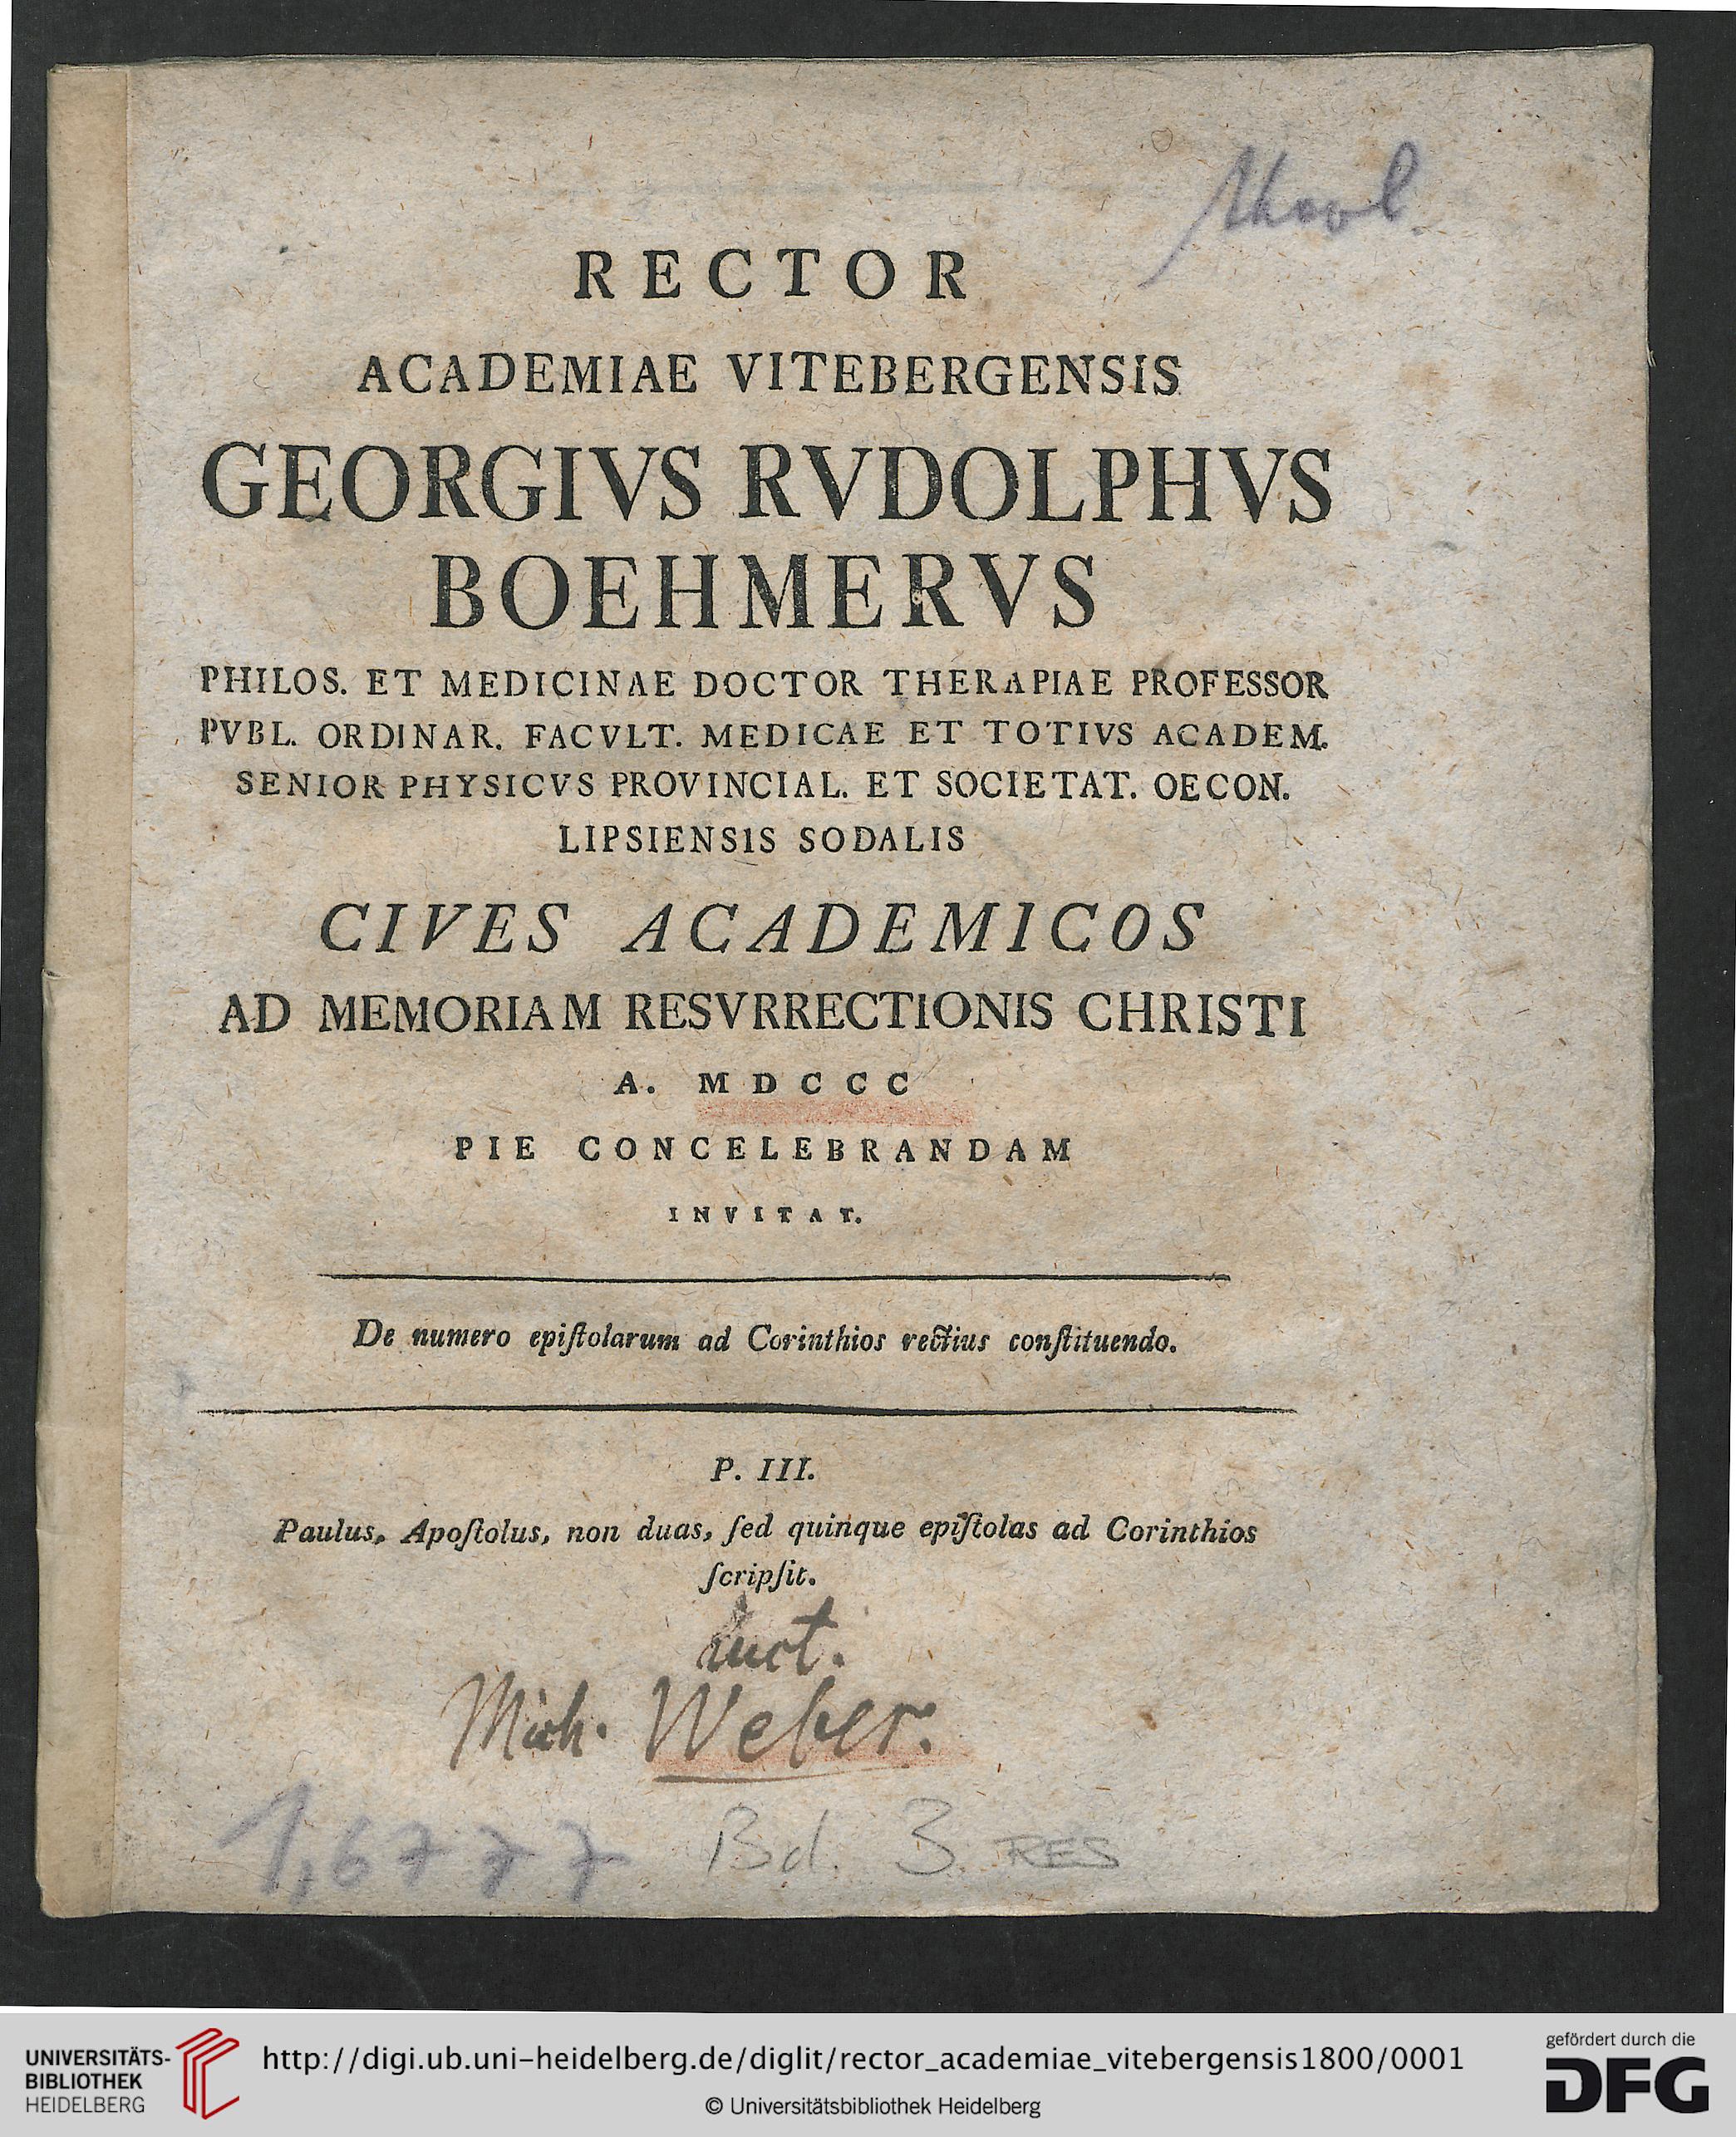 Theol.
RECTOR
ACADEMIAE VITEBERGENSIS
GEORGIVS RVDOLPHVS
BOEHMERVS
PHILOS. ET MEDICINAE DOCTOR THERAPIAE PROFESSOR
PVBL. ORDINAR. FACVLT. MEDICAE ET TOTIVS ACADEM.
SENIOR PHYSICVS PROVINCIAL. ET SOCIETAT. OECON.
LIPSIENSIS SODALIS
CIVES ACADEMICOS
AD MEMORIAM RESVRRECTIONIS CHRISTI
A. MDCCC
PIE CONCELEBRANDAM
INVITAT.
De numero epiſtolarum ad Corinthios rectius conſtituendo.
P. III.
Paulus, Apoſtolus, non duas, ſed quinque epiſtolas ad Corinthios
ſcripſit.
auct.
Mich. Weber.
1,6777 Bd. 3. RES
UNIVERSITÄTS-
BIBLIOTHEK
HEIDELBERG
http://digi.ub.uni-heidelberg.de/diglit/rector_academiae_vitebergensis1800/0001
© Universitätsbibliothek Heidelberg
gefördert durch die
DFG